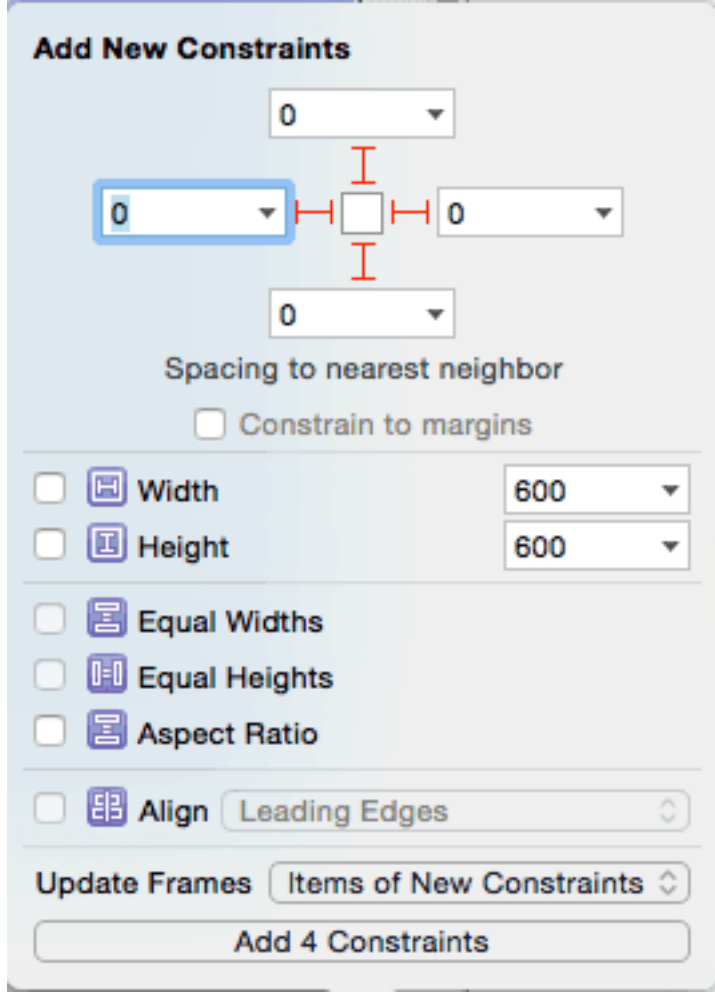 Add New Constraints
0
0 0
0
Spacing to nearest neighbor
Constrain to margins
Width 600
Height 600
Equal Widths
Equal Heights
Aspect Ratio
Align Leading Edges
Update Frames Items of New Constraints
Add 4 Constraints